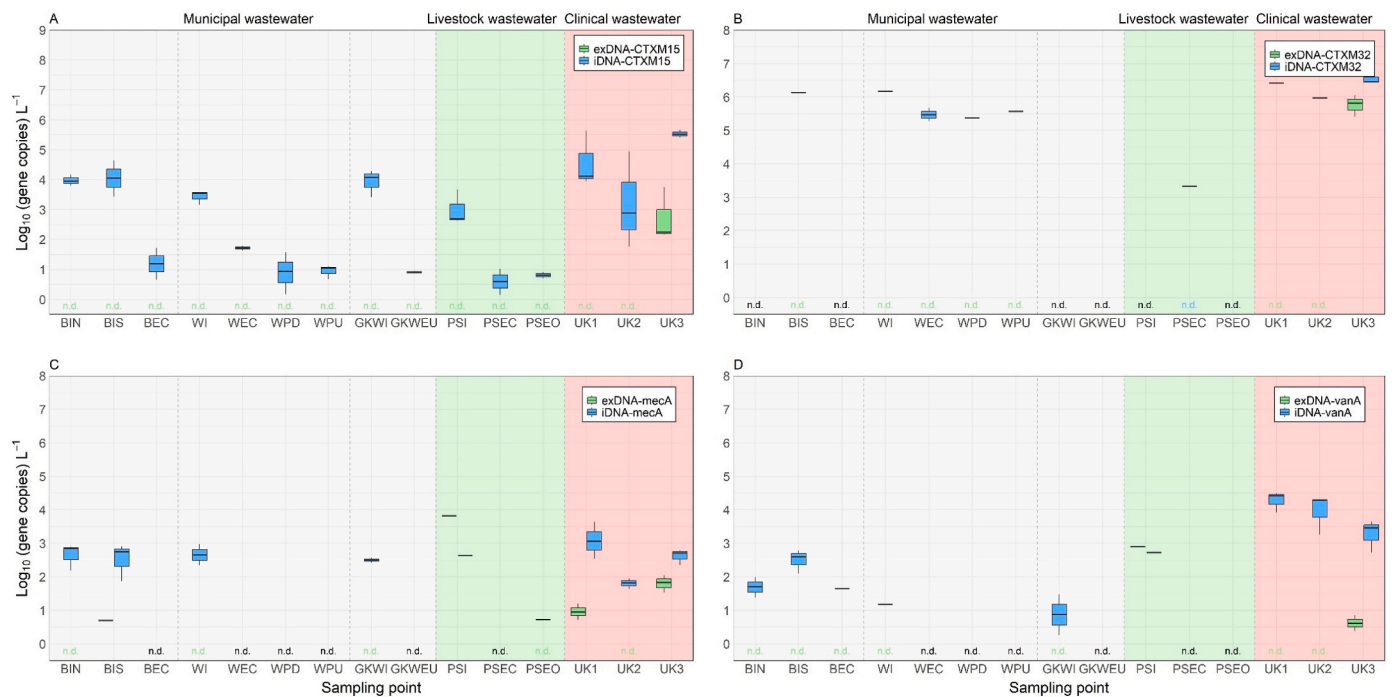 A
Municipal wastewater Livestock wastewater Clinical wastewater
exDNA-CTXM15
iDNA-CTXM15
Log10 (gene copies) L−1
9
8
7
6
5
4
3
2
1
0
n.d. n.d. n.d. n.d. n.d. n.d. n.d. n.d. n.d. n.d. n.d. n.d. n.d. n.d.
BIN BIS BEC WI WEC WPD WPU GKWI GKWEU PSI PSEC PSEO UK1 UK2 UK3
B
Municipal wastewater Livestock wastewater Clinical wastewater
exDNA-CTXM32
iDNA-CTXM32
8
7
6
5
4
3
2
1
0
n.d. n.d. n.d. n.d. n.d. n.d. n.d. n.d. n.d. n.d. n.d. n.d. n.d. n.d.
BIN BIS BEC WI WEC WPD WPU GKWI GKWEU PSI PSEC PSEO UK1 UK2 UK3
C
exDNA-mecA
iDNA-mecA
Log10 (gene copies) L−1
8
7
6
5
4
3
2
1
0
n.d. n.d. n.d. n.d. n.d. n.d. n.d. n.d. n.d. n.d. n.d.
BIN BIS BEC WI WEC WPD WPU GKWI GKWEU PSI PSEC PSEO UK1 UK2 UK3
Sampling point
D
exDNA-vanA
iDNA-vanA
8
7
6
5
4
3
2
1
0
n.d. n.d. n.d. n.d. n.d. n.d. n.d. n.d. n.d. n.d. n.d. n.d. n.d.
BIN BIS BEC WI WEC WPD WPU GKWI GKWEU PSI PSEC PSEO UK1 UK2 UK3
Sampling point